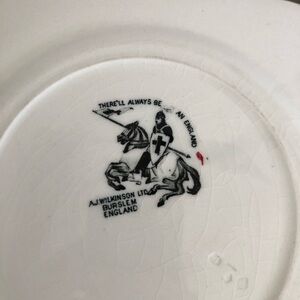 THERE'LL ALWAYS BE AN ENGLAND
A.J. WILKINSON LTD.
BURSLEM
ENGLAND